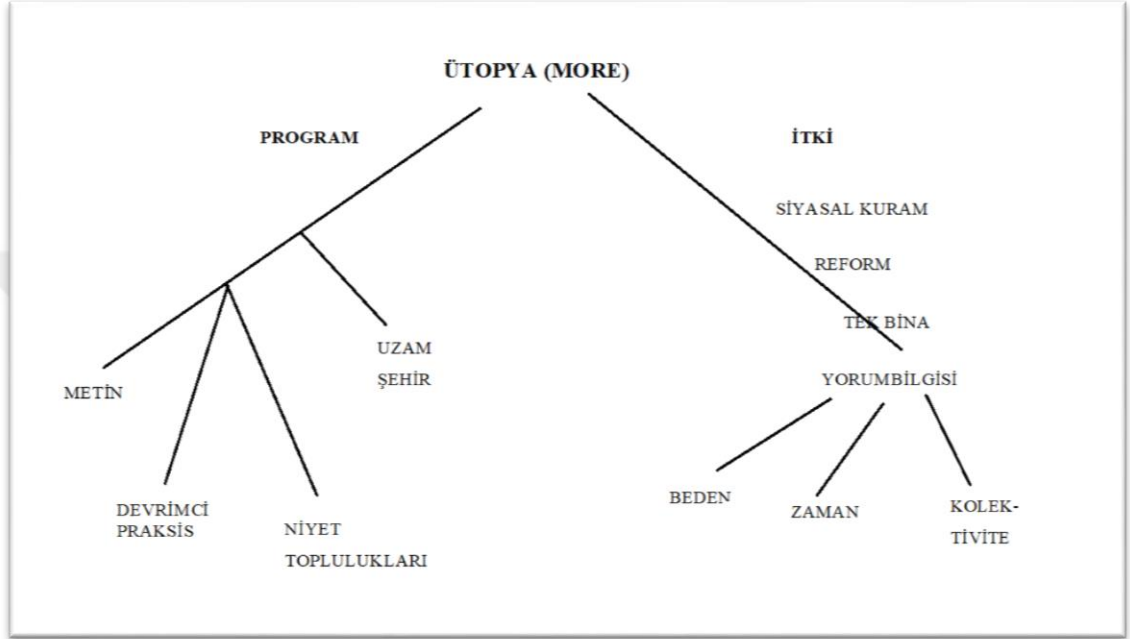 ÜTOPYA (MORE)
PROGRAM
İTKİ
SİYASAL KURAM
REFORM
TEK BİNA
UZAM
ŞEHİR
METİN
YORUMBİLGİSİ
DEVRİMCİ
PRAKSİS
NİYET
TOPLULUKLARI
BEDEN
ZAMAN
KOLEK-
TİVİTE